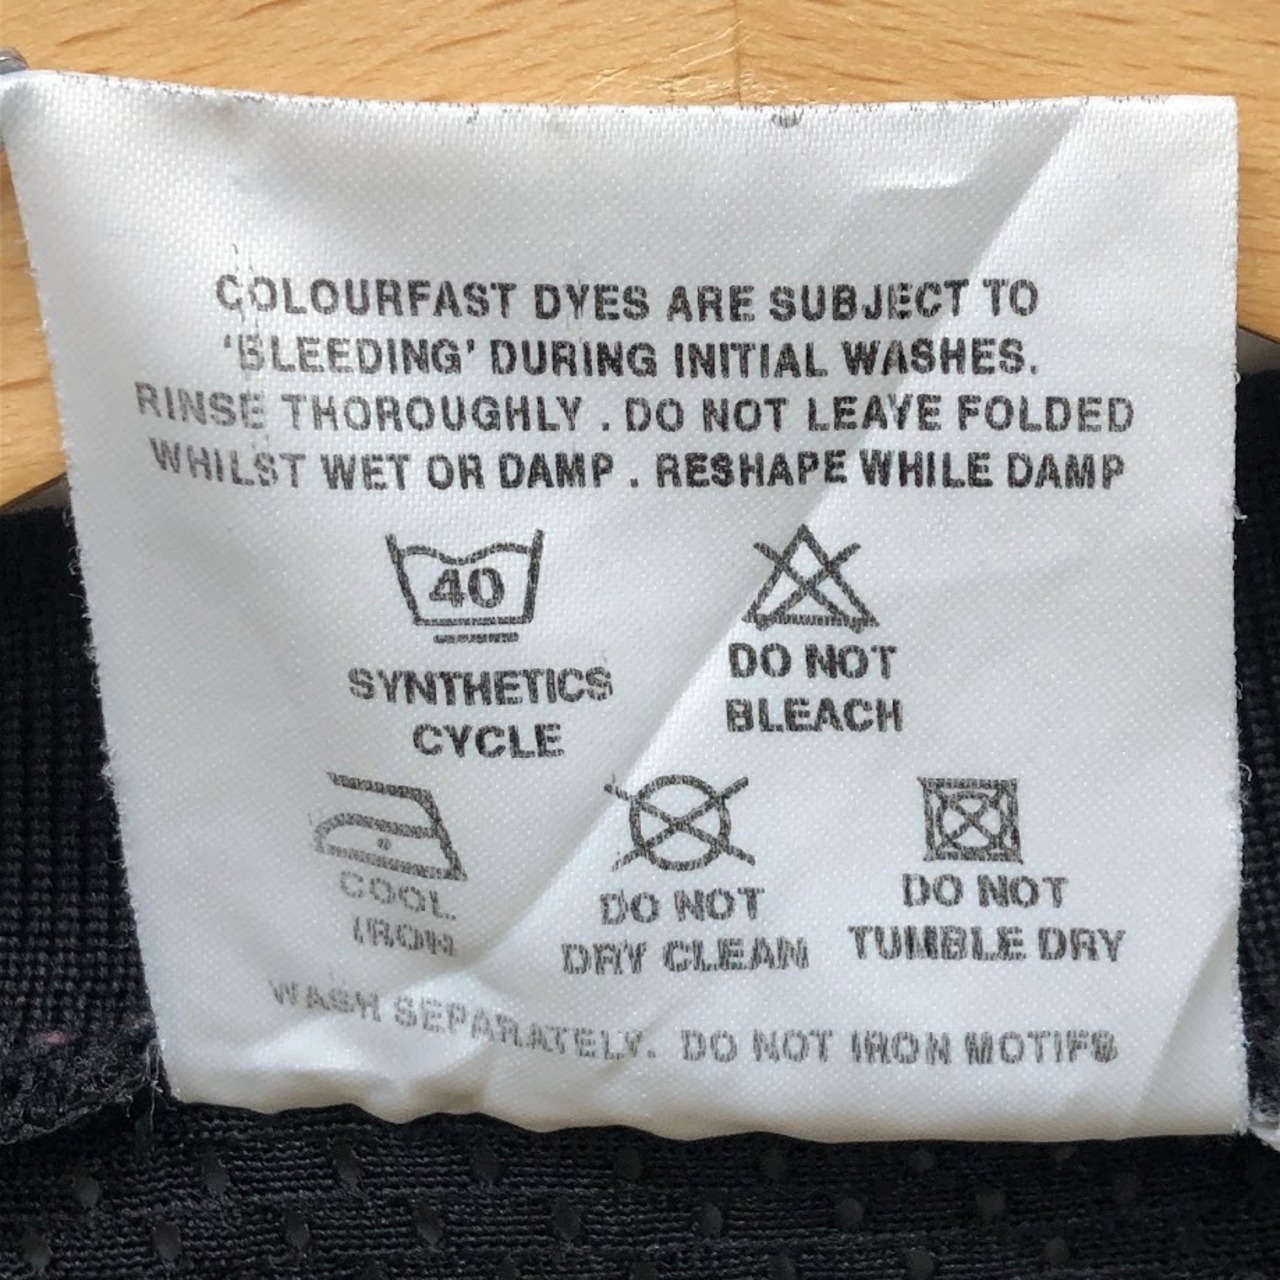 COLOURFAST DYES ARE SUBJECT TO
'BLEEDING' DURING INITIAL WASHES.
RINSE THOROUGHLY . DO NOT LEAVE FOLDED
WHILST WET OR DAMP . RESHAPE WHILE DAMP
40
SYNTHETICS
CYCLE
DO NOT
BLEACH
COOL
IRON
DO NOT
DRY CLEAN
DO NOT
TUMBLE DRY
WASH SEPARATELY. DO NOT IRON MOTIFS